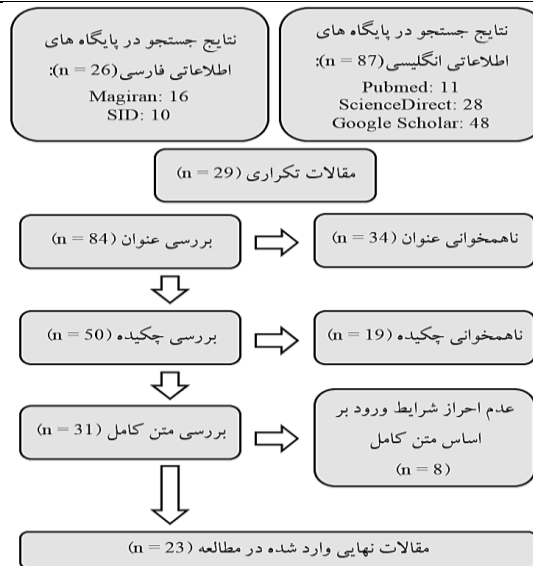 نتایج جستجو در پایگاه های
اطلاعاتی فارسی (n = 26):
Magiran: 16
SID: 10
نتایج جستجو در پایگاه های
اطلاعاتی انگلیسی (n = 87):
Pubmed: 11
ScienceDirect: 28
Google Scholar: 48
مقالات تکراری (n = 29)
بررسی عنوان (n = 84)
ناهمخوانی عنوان (n = 34)
بررسی چکیده (n = 50)
ناهمخوانی چکیده (n = 19)
بررسی متن کامل (n = 31)
عدم احراز شرایط ورود بر
اساس متن کامل
(n = 8)
مقالات نهایی وارد شده در مطالعه (n = 23)